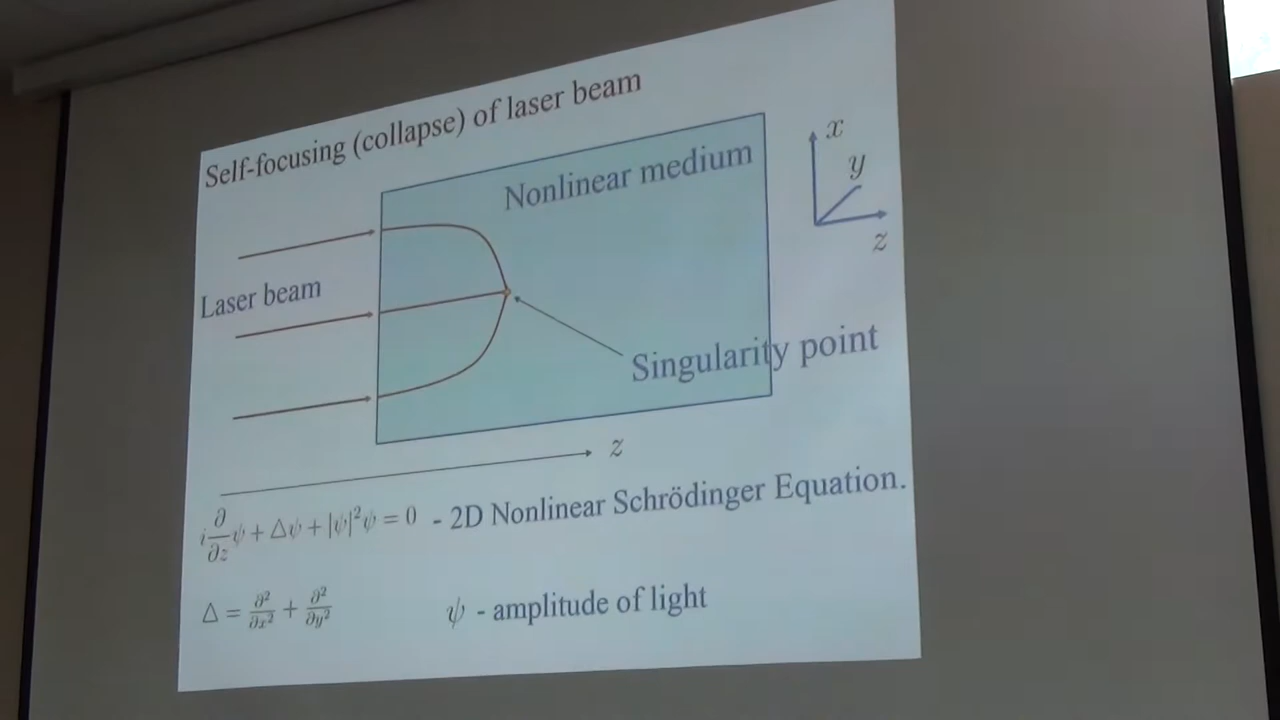 Self-focusing (collapse) of laser beam
Nonlinear medium
x
y
z
Laser beam
Singularity point
z
i ∂/∂z ψ + Δψ + |ψ|²ψ = 0 - 2D Nonlinear Schrödinger Equation.
Δ = ∂²/∂x² + ∂²/∂y²
ψ - amplitude of light